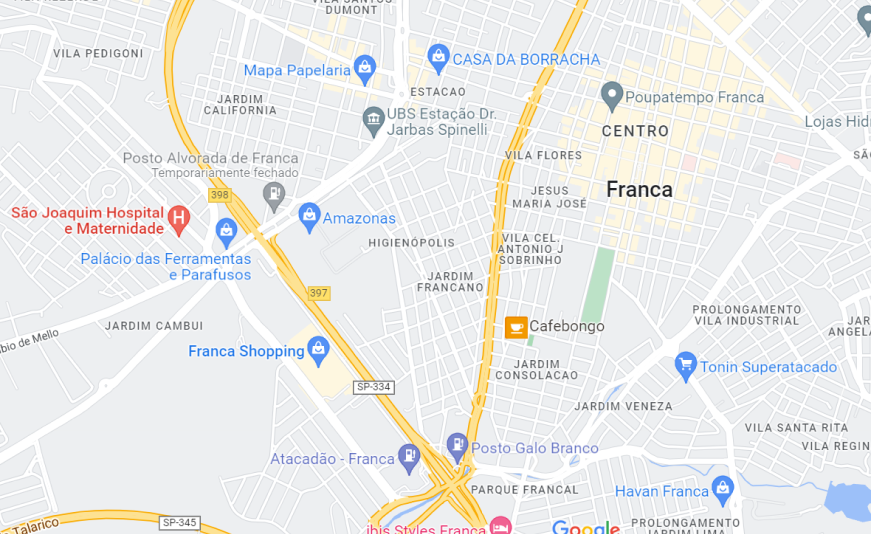 VILA SANTOS
DUMONT
VILA PEDIGONI
CASA DA BORRACHA
Mapa Papelaria
ESTACAO
Poupatempo Franca
JARDIM
CALIFORNIA
UBS Estação Dr.
Jarbas Spinelli
Lojas Hid
CENTRO
VILA FLORES
Posto Alvorada de Franca
Temporariamente fechado
398
JESUS
MARIA JOSÉ
Franca
São Joaquim Hospital
e Maternidade
Amazonas
HIGIENÓPOLIS
VILA CEL.
ANTONIO J
SOBRINHO
Palácio das Ferramentas
e Parafusos
JARDIM
FRANCANO
397
PROLONGAMENTO
VILA INDUSTRIAL
JARDIM CAMBUI
Cafebongo
JAR
ANGELA
bio de Mello
Franca Shopping
JARDIM
CONSOLACAO
Tonin Superatacado
SP-334
JARDIM VENEZA
VILA SANTA RITA
VILA REGIN
Posto Galo Branco
Atacadão - Franca
PARQUE FRANCAL
Havan Franca
SP-345
Talarico
ibis Styles Franca
Google
PROLONGAMENTO
JARDIM LIMA